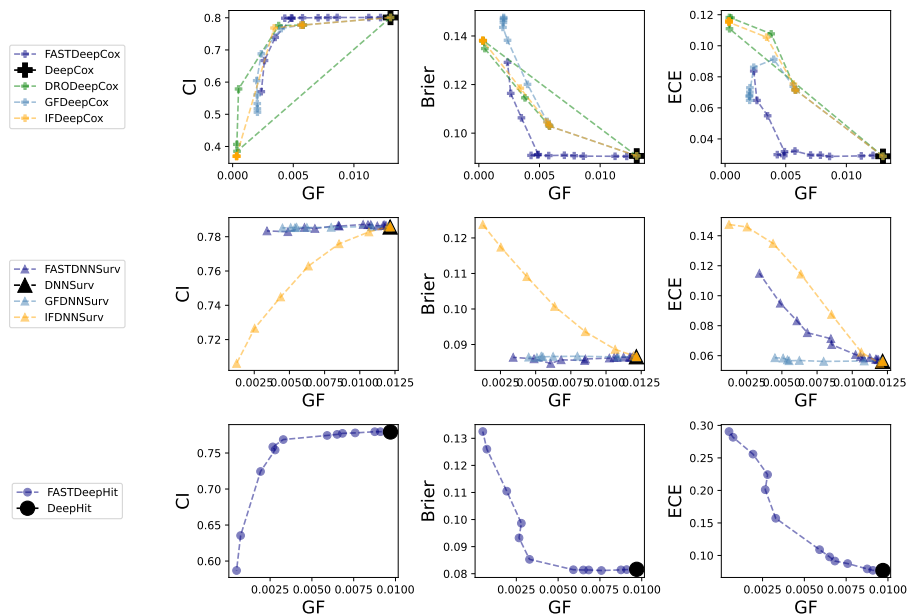 FASTDeepCox
DeepCox
DRODeepCox
GFDeepCox
IFDeepCox
CI
0.8
0.7
0.6
0.5
0.4
0.000 0.005 0.010
GF
Brier
0.14
0.12
0.10
0.000 0.005 0.010
GF
ECE
0.12
0.10
0.08
0.06
0.04
0.000 0.005 0.010
GF
FASTDNNSurv
DNNSurv
GFDNNSurv
IFDNNSurv
CI
0.78
0.76
0.74
0.72
0.0025 0.0050 0.0075 0.0100 0.0125
GF
Brier
0.12
0.11
0.10
0.09
0.0025 0.0050 0.0075 0.0100 0.0125
GF
ECE
0.14
0.12
0.10
0.08
0.06
0.0025 0.0050 0.0075 0.0100 0.0125
GF
FASTDeepHit
DeepHit
CI
0.75
0.70
0.65
0.60
0.0025 0.0050 0.0075 0.0100
GF
Brier
0.13
0.12
0.11
0.10
0.09
0.08
0.0025 0.0050 0.0075 0.0100
GF
ECE
0.30
0.25
0.20
0.15
0.10
0.0025 0.0050 0.0075 0.0100
GF